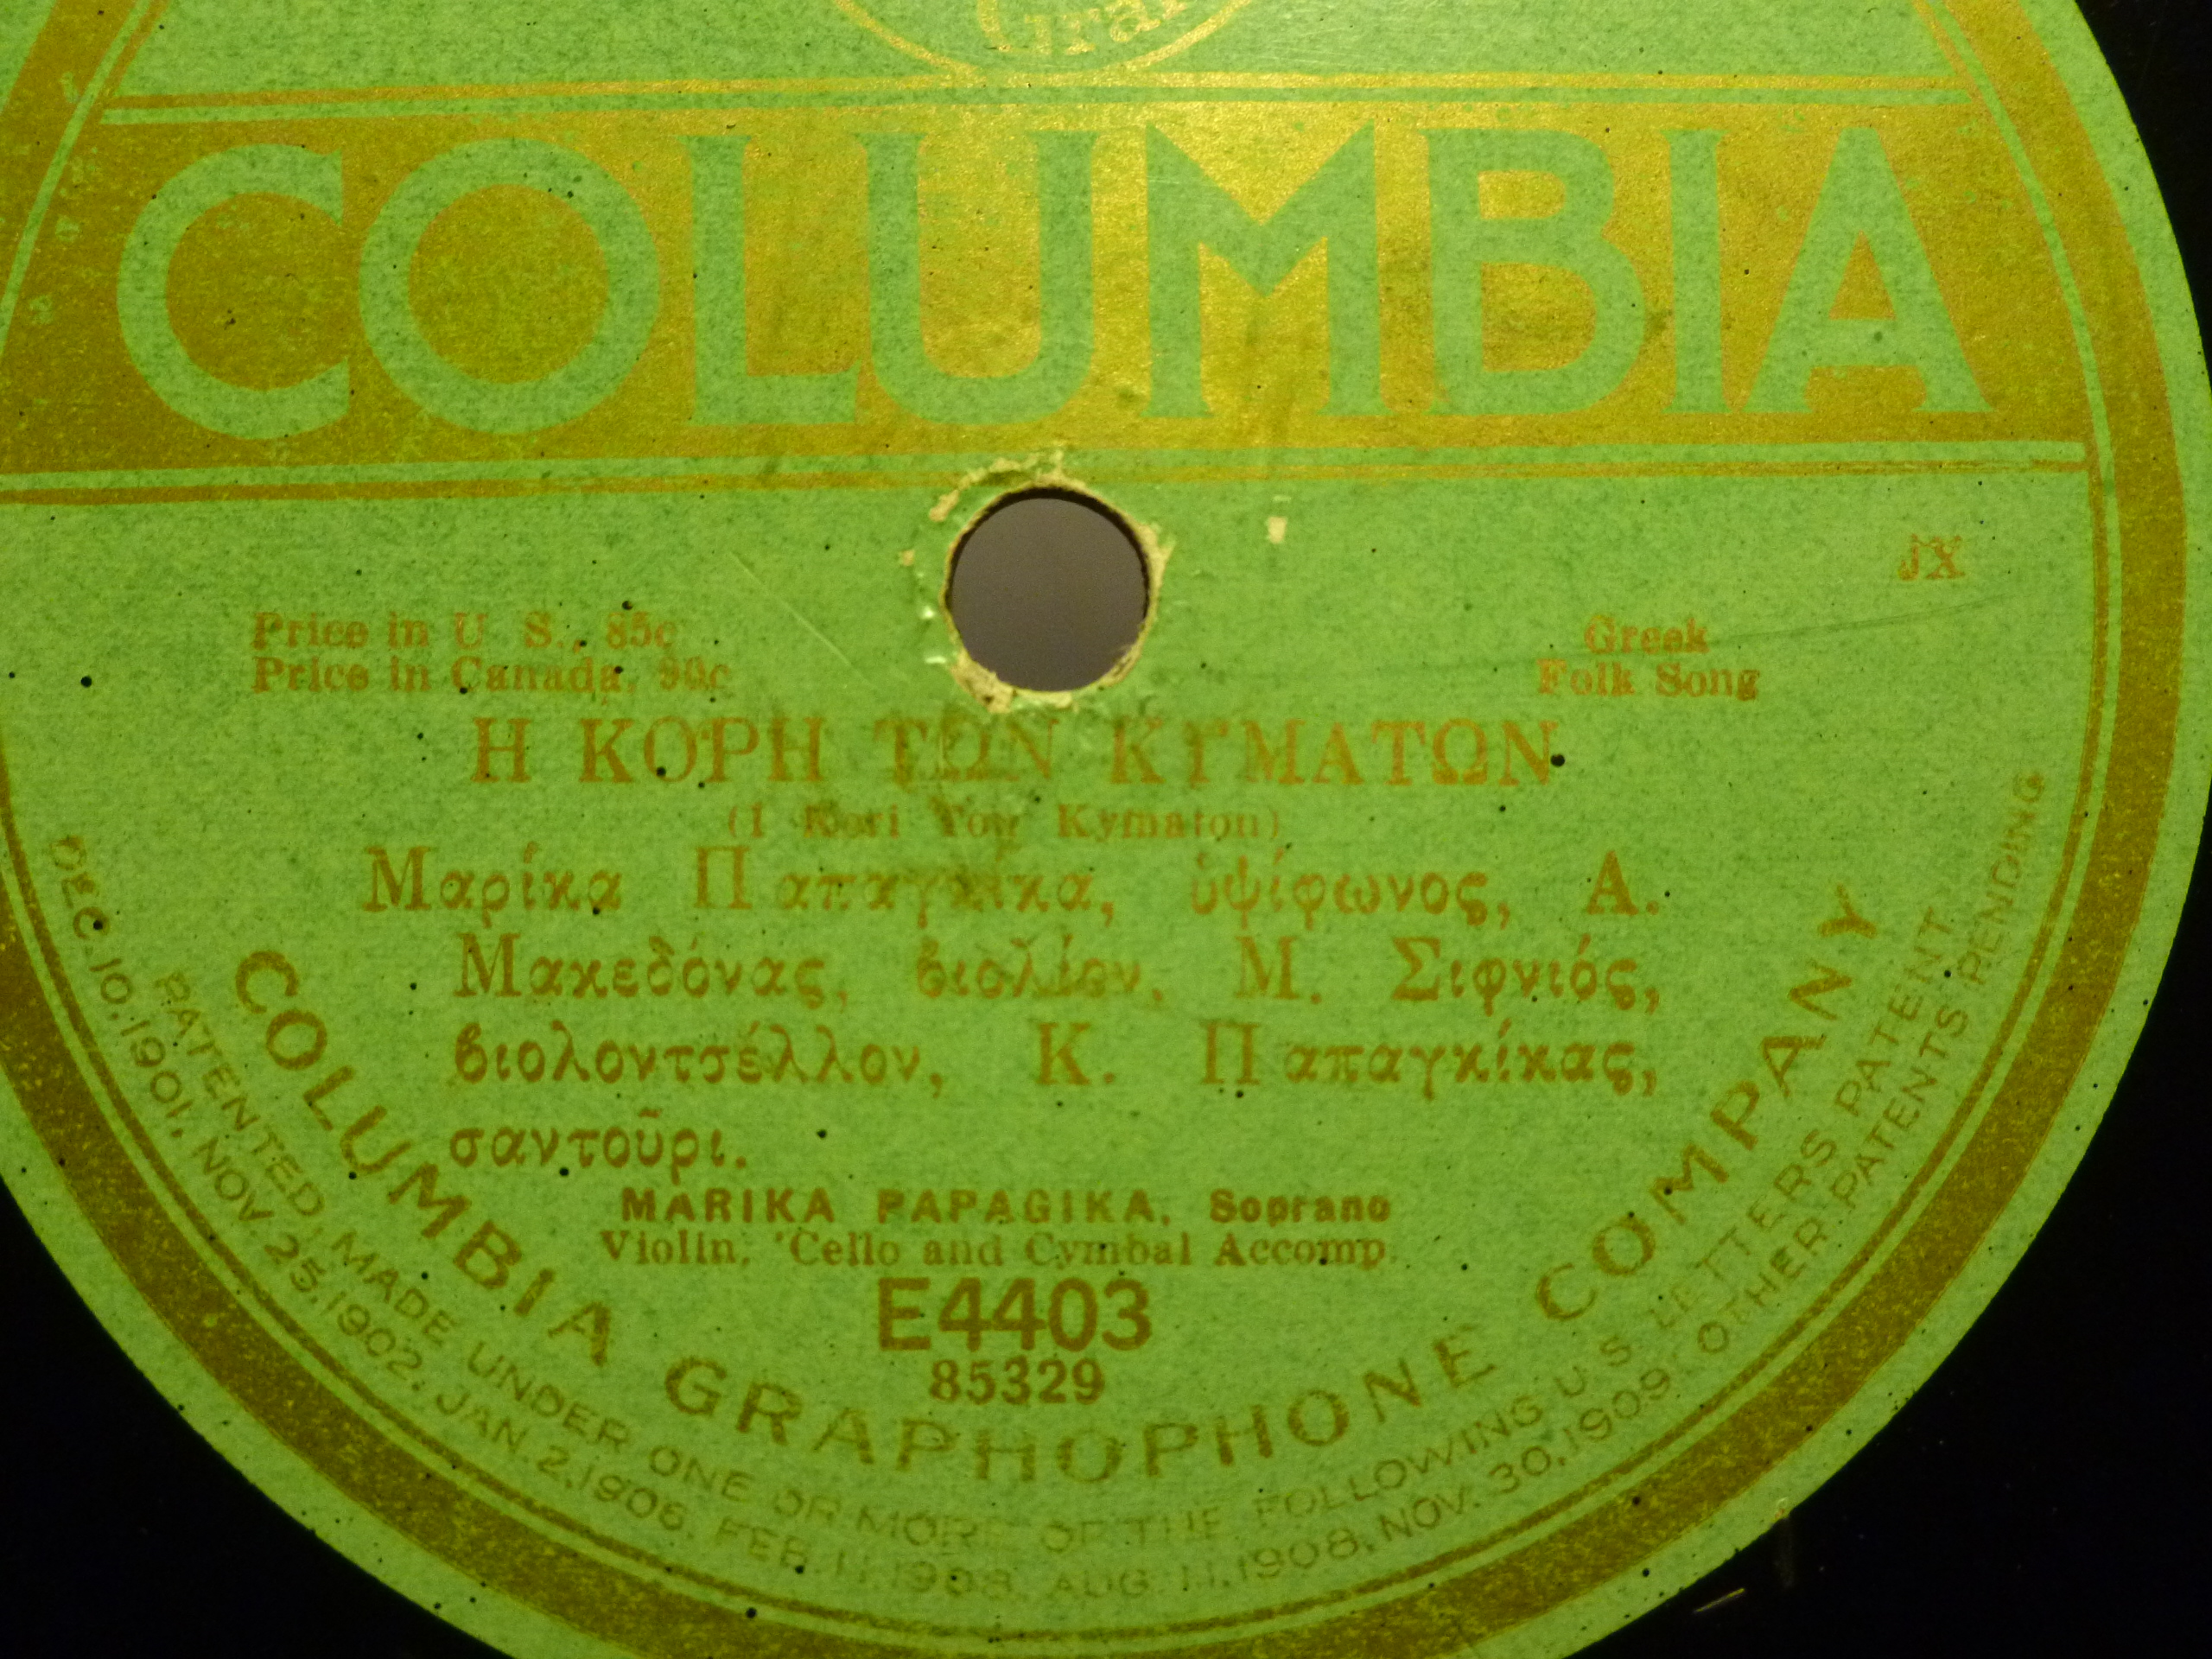 COLUMBIA
JX
Price in U. S., 85c
Price in Canada, 90c
Greek
Folk Song
Η ΚΟΡΗ ΤΩΝ ΚΥΜΑΤΩΝ
(I Kori Ton Kymaton)
Μαρίκα Παπαγκίκα, ὑψίφωνος, Α.
Μακεδόνας, βιολίον, Μ. Σιφνιός,
βιολοντσέλλον, Κ. Παπαγκίκας,
σαντοῦρι.
MARIKA PAPAGIKA, Soprano
Violin, 'Cello and Cymbal Accomp.
E4403
85329
COLUMBIA GRAPHOPHONE COMPANY
PATENTED, MADE UNDER ONE OR MORE OF THE FOLLOWING U.S. LETTERS PATENT
DEC. 10, 1901, NOV. 25, 1902, JAN. 2, 1906, FEB. 11, 1908, AUG. 11, 1908, NOV. 30, 1909. OTHER PATENTS PENDING